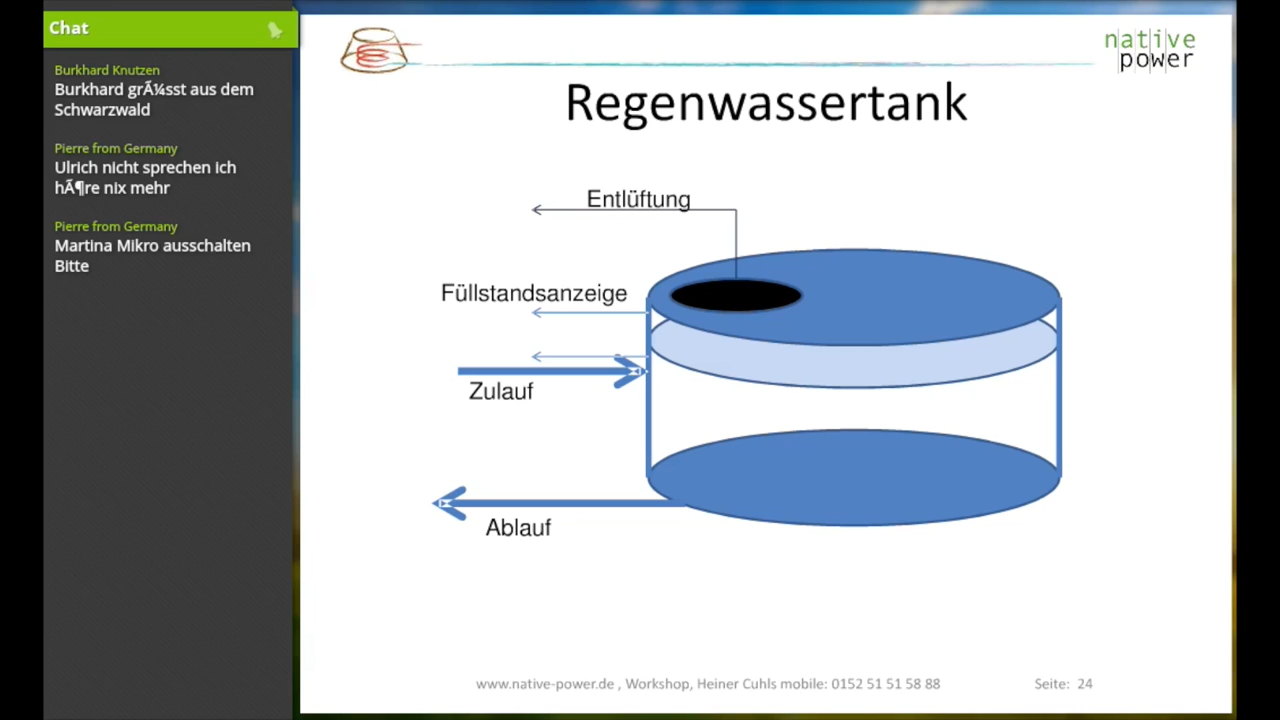 Chat
Burkhard Knutzen
Burkhard grÃ¼sst aus dem
Schwarzwald
Pierre from Germany
Ulrich nicht sprechen ich
hÃ¶re nix mehr
Pierre from Germany
Martina Mikro ausschalten
Bitte
native
power
Regenwassertank
Entlüftung
Füllstandsanzeige
Zulauf
Ablauf
www.native-power.de , Workshop, Heiner Cuhls mobile: 0152 51 51 58 88
Seite: 24